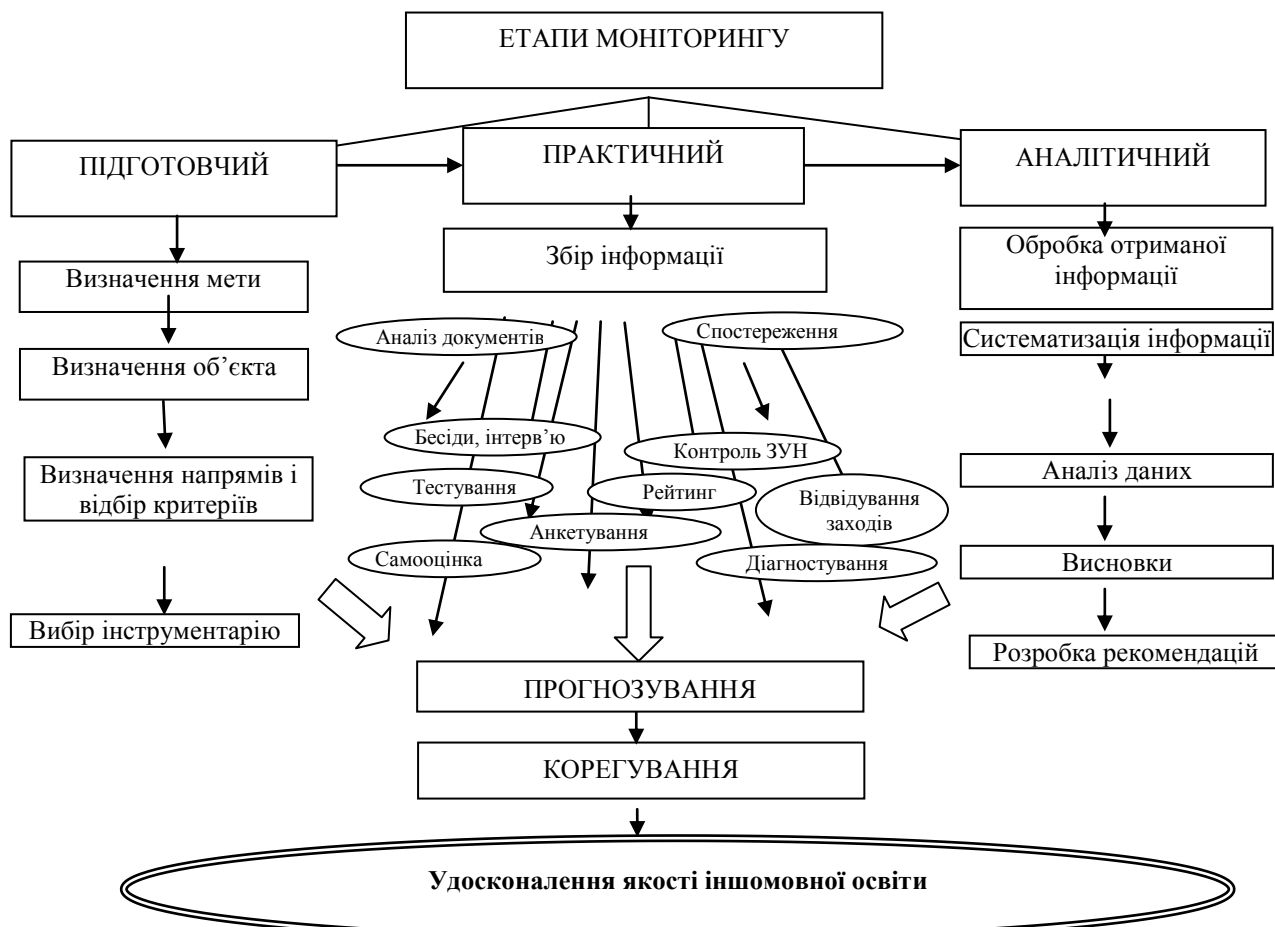 ЕТАПИ МОНІТОРИНГУ
ПІДГОТОВЧИЙ
ПРАКТИЧНИЙ
АНАЛІТИЧНИЙ
Визначення мети
Визначення об’єкта
Визначення напрямів і
відбір критеріїв
Вибір інструментарію
Збір інформації
Аналіз документів
Спостереження
Бесіди, інтерв’ю
Контроль ЗУН
Тестування
Рейтинг
Відвідування
заходів
Анкетування
Самооцінка
Діагностування
Обробка отриманої
інформації
Систематизація інформації
Аналіз даних
Висновки
Розробка рекомендацій
ПРОГНОЗУВАННЯ
КОРЕГУВАННЯ
Удосконалення якості іншомовної освіти